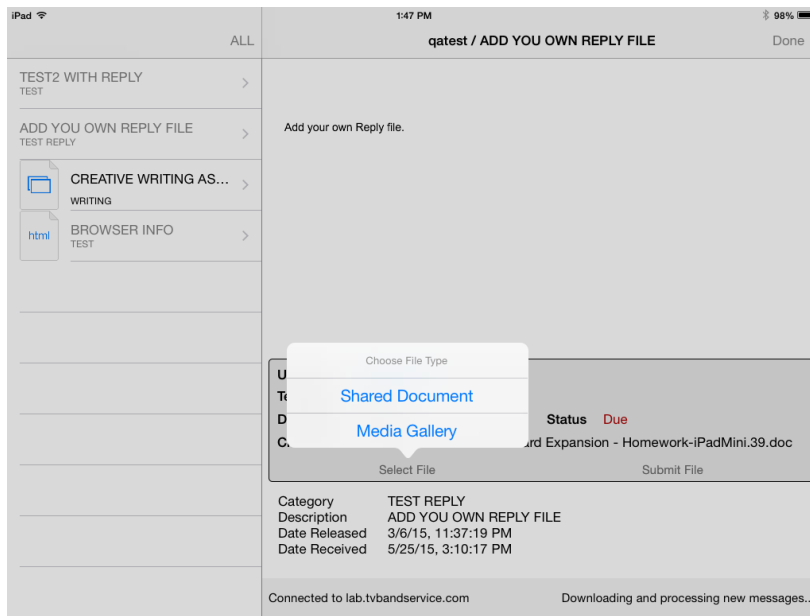 iPad 1:47 PM 98%
ALL
qatest / ADD YOU OWN REPLY FILE
Done
TEST2 WITH REPLY
TEST
ADD YOU OWN REPLY FILE
TEST REPLY
CREATIVE WRITING AS...
WRITING
html
BROWSER INFO
TEST
Add your own Reply file.
Choose File Type
Shared Document
Media Gallery
U
Te
D
Status Due
C
ard Expansion - Homework-iPadMini.39.doc
Select File
Submit File
Category TEST REPLY
Description ADD YOU OWN REPLY FILE
Date Released 3/6/15, 11:37:19 PM
Date Received 5/25/15, 3:10:17 PM
Connected to lab.tvbandservice.com
Downloading and processing new messages..